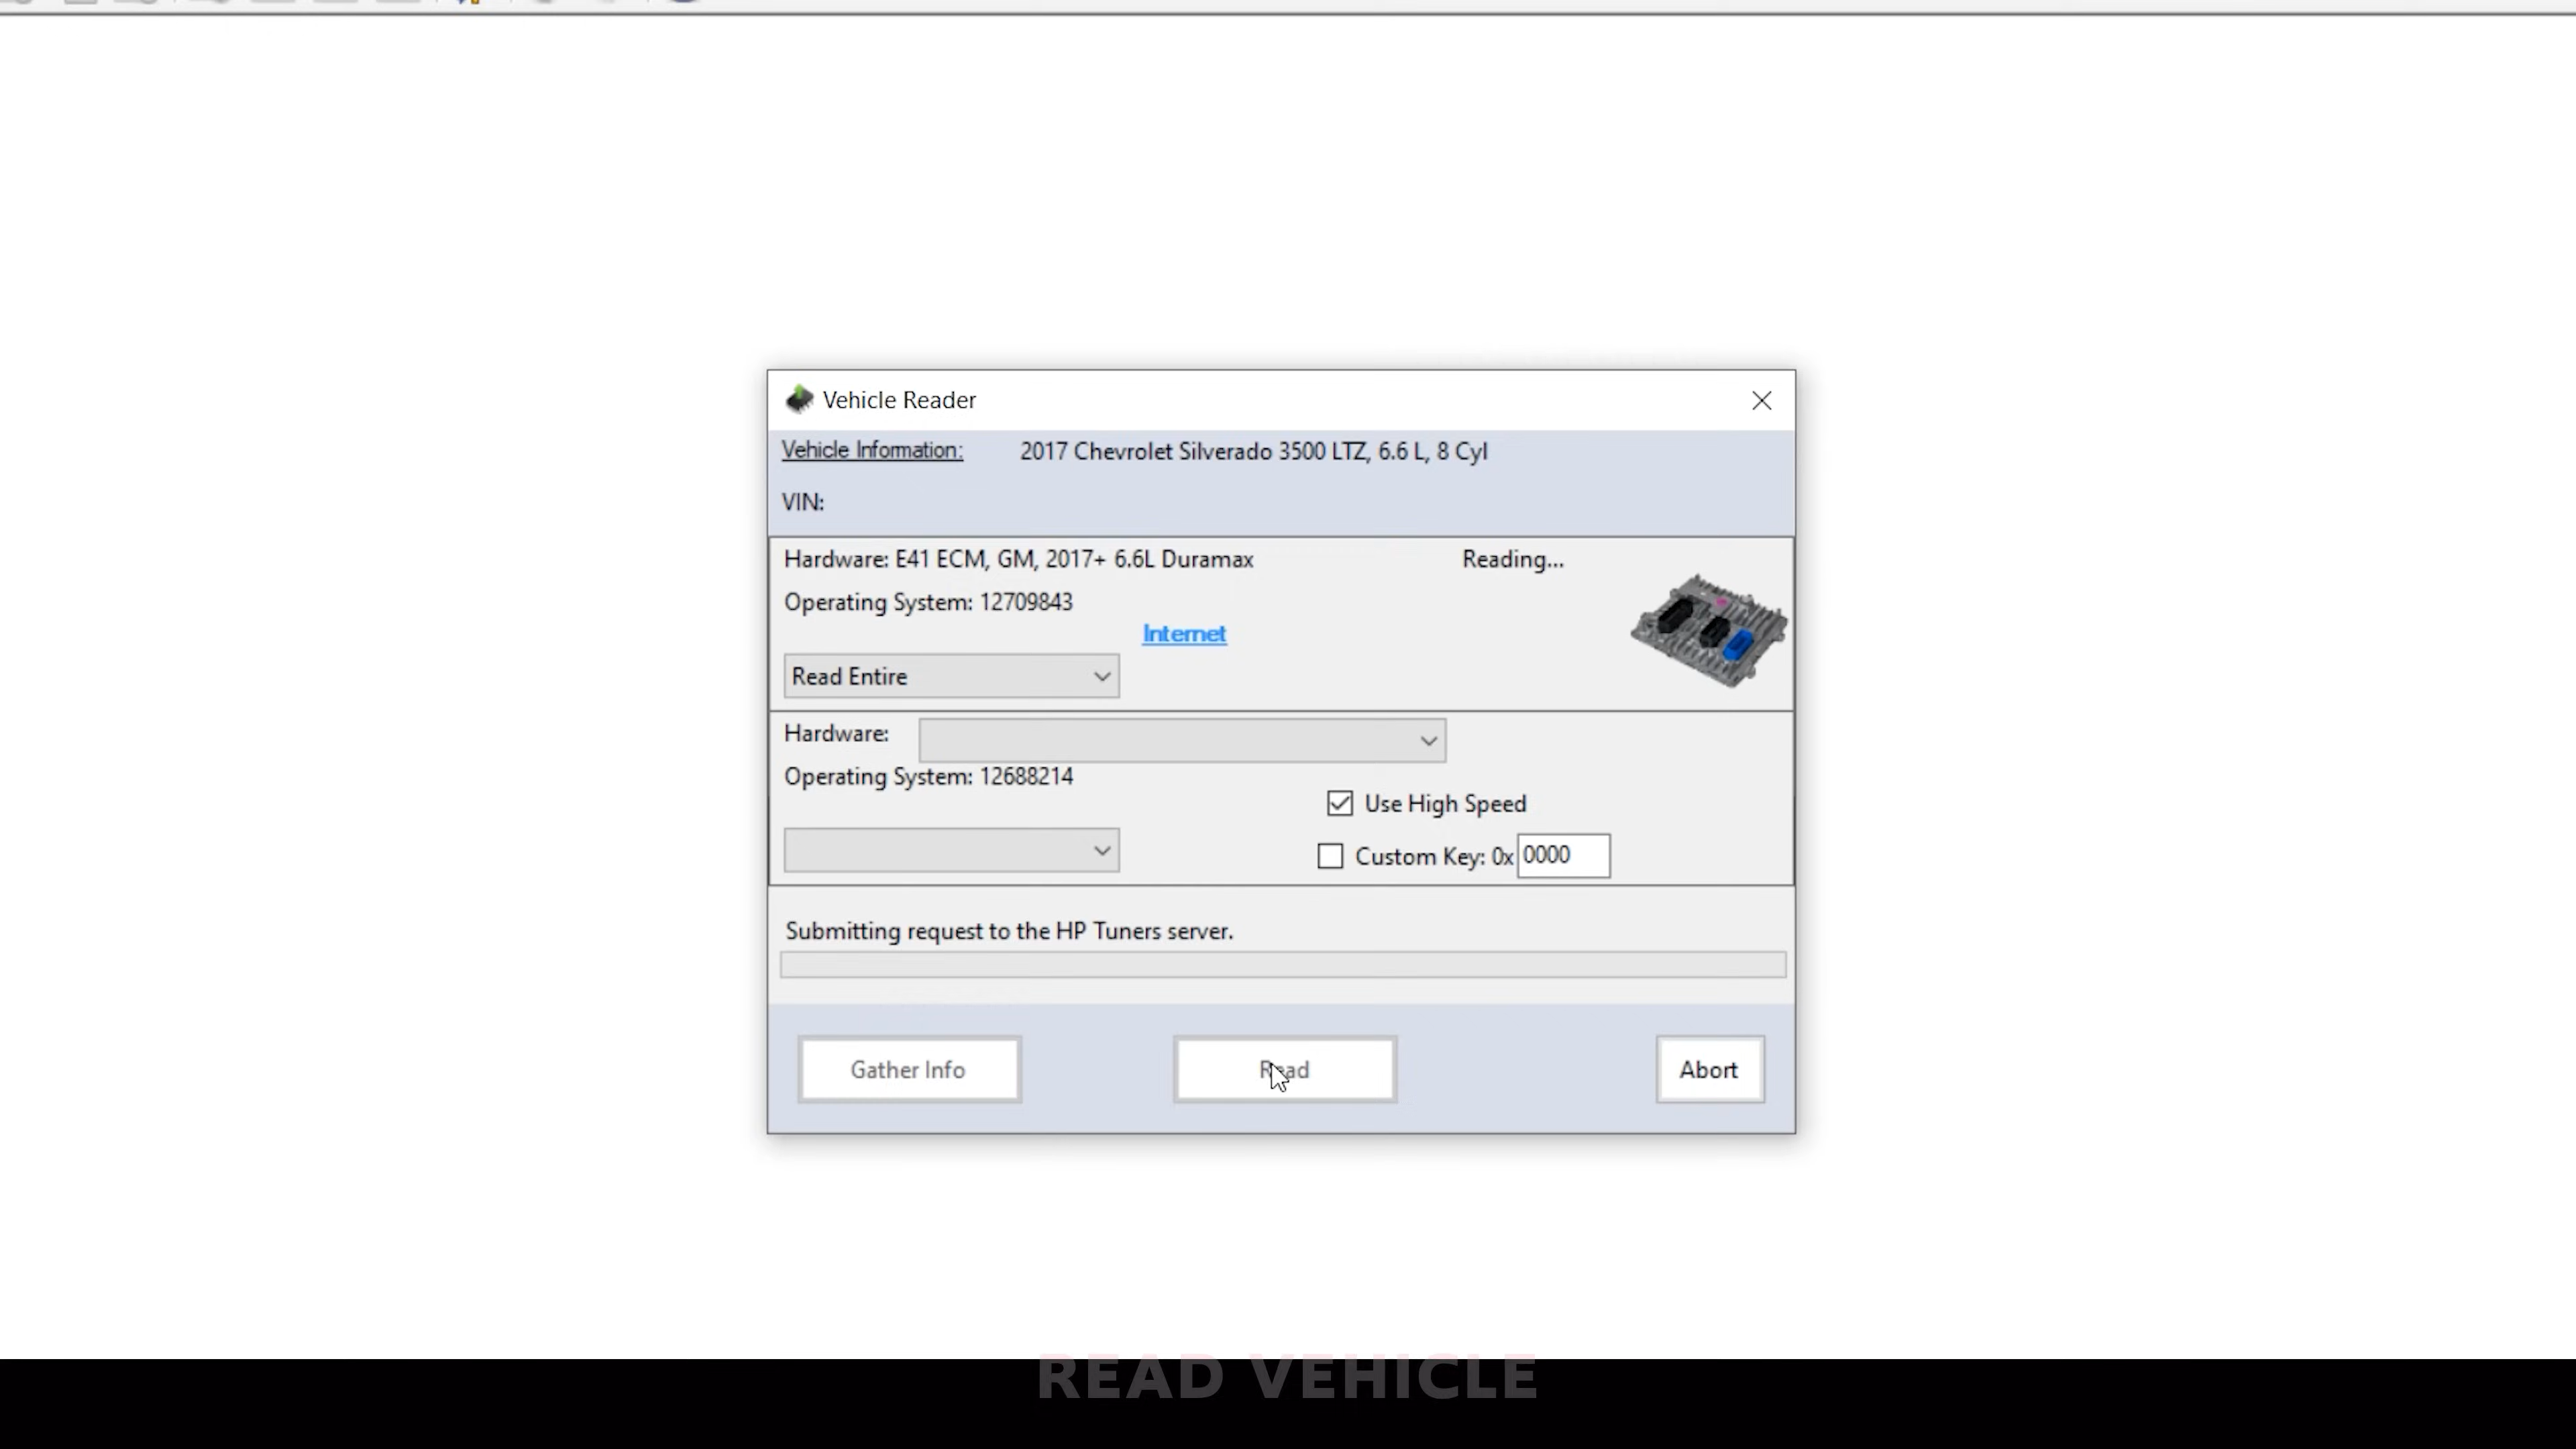 Vehicle Reader
Vehicle Information: 2017 Chevrolet Silverado 3500 LTZ, 6.6 L, 8 Cyl
VIN:
Hardware: E41 ECM, GM, 2017+ 6.6L Duramax Reading...
Operating System: 12709843
Internet
Read Entire
Hardware:
Operating System: 12688214
Use High Speed
Custom Key: 0x 0000
Submitting request to the HP Tuners server.
Gather Info Read Abort
READ VEHICLE